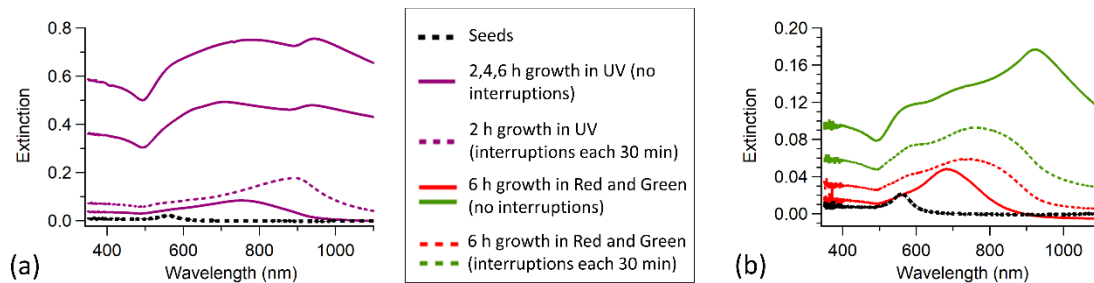 Extinction
0.8
0.6
0.4
0.2
0.0
400
600
800
1000
Wavelength (nm)
(a)
Seeds
2,4,6 h growth in UV (no
interruptions)
2 h growth in UV
(interruptions each 30 min)
6 h growth in Red and Green
(no interruptions)
6 h growth in Red and Green
(interruptions each 30 min)
Extinction
0.20
0.16
0.12
0.08
0.04
0.00
400
600
800
1000
Wavelength (nm)
(b)